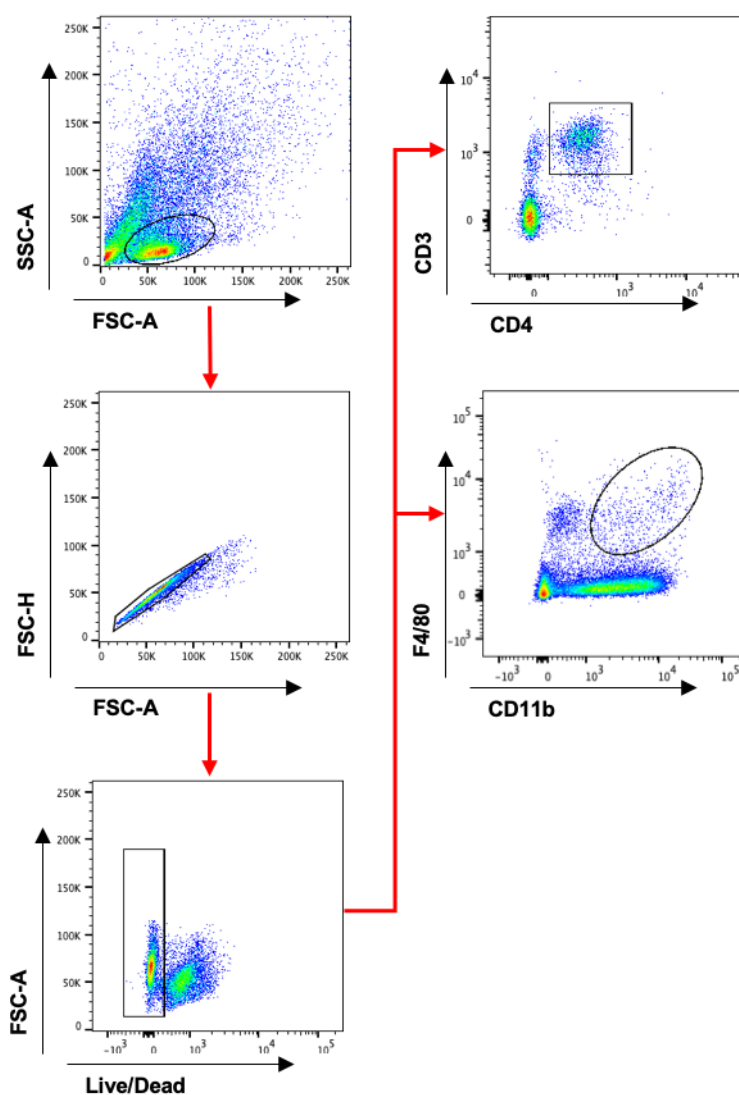 250K
200K
150K
100K
50K
0
SSC-A
0 50K 100K 150K 200K 250K
FSC-A
250K
200K
150K
100K
50K
0
FSC-H
0 50K 100K 150K 200K 250K
FSC-A
250K
200K
150K
100K
50K
0
FSC-A
-10³ 0 10³ 10⁵
Live/Dead
10⁴
10³
0
CD3
0 10³ 10⁴
CD4
10⁵
10⁴
10³
0
-10³
F4/80
-10³ 0 10³ 10⁴ 10⁵
CD11b